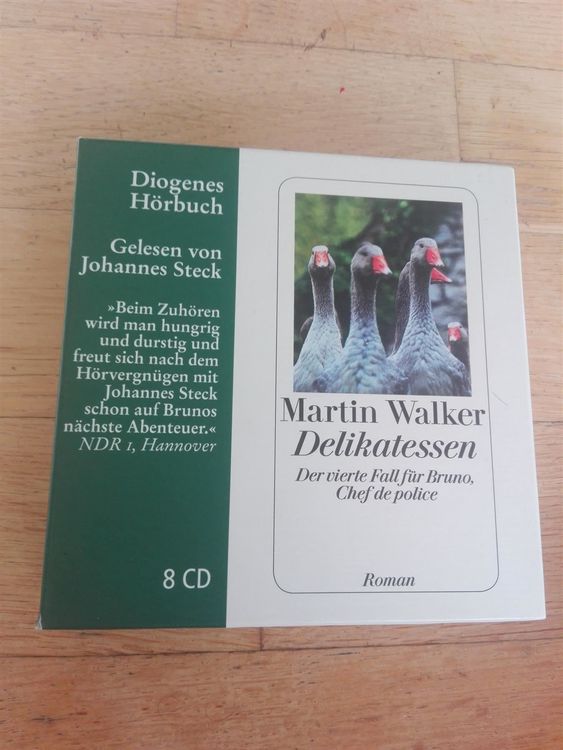 Diogenes
Hörbuch
Gelesen von
Johannes Steck
»Beim Zuhören
wird man hungrig
und durstig und
freut sich nach dem
Hörvergnügen mit
Johannes Steck
schon auf Brunos
nächste Abenteuer.«
NDR 1, Hannover
8 CD
Martin Walker
Delikatessen
Der vierte Fall für Bruno,
Chef de police
Roman